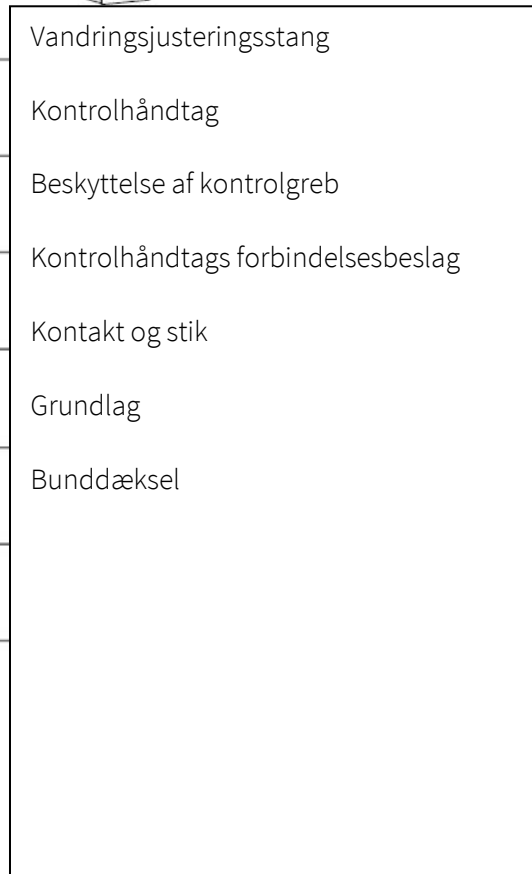 Vandringsjusteringsstang
Kontrolhåndtag
Beskyttelse af kontrolgreb
Kontrolhåndtags forbindelsesbeslag
Kontakt og stik
Grundlag
Bunddæksel